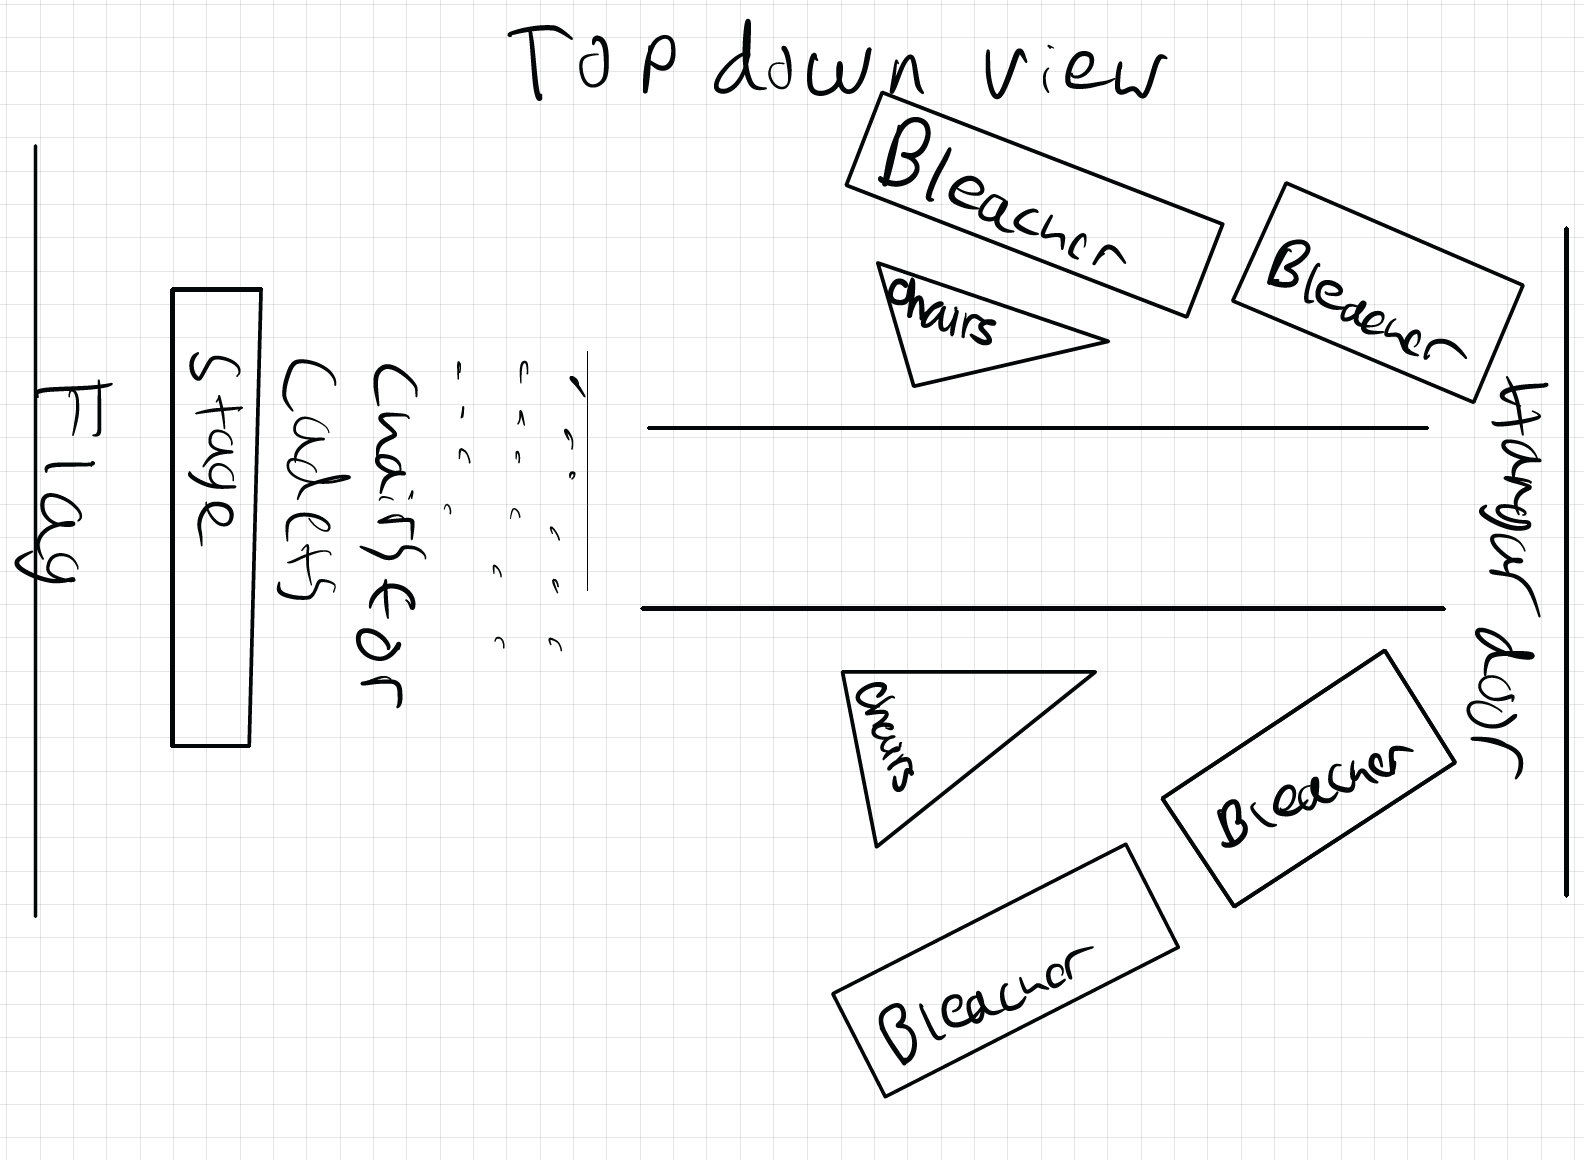 Top down view
Bleacher
Bleacher
chairs
Flag
Stage
Chairs for
Cadets
Hangar door
chairs
Bleacher
Bleacher